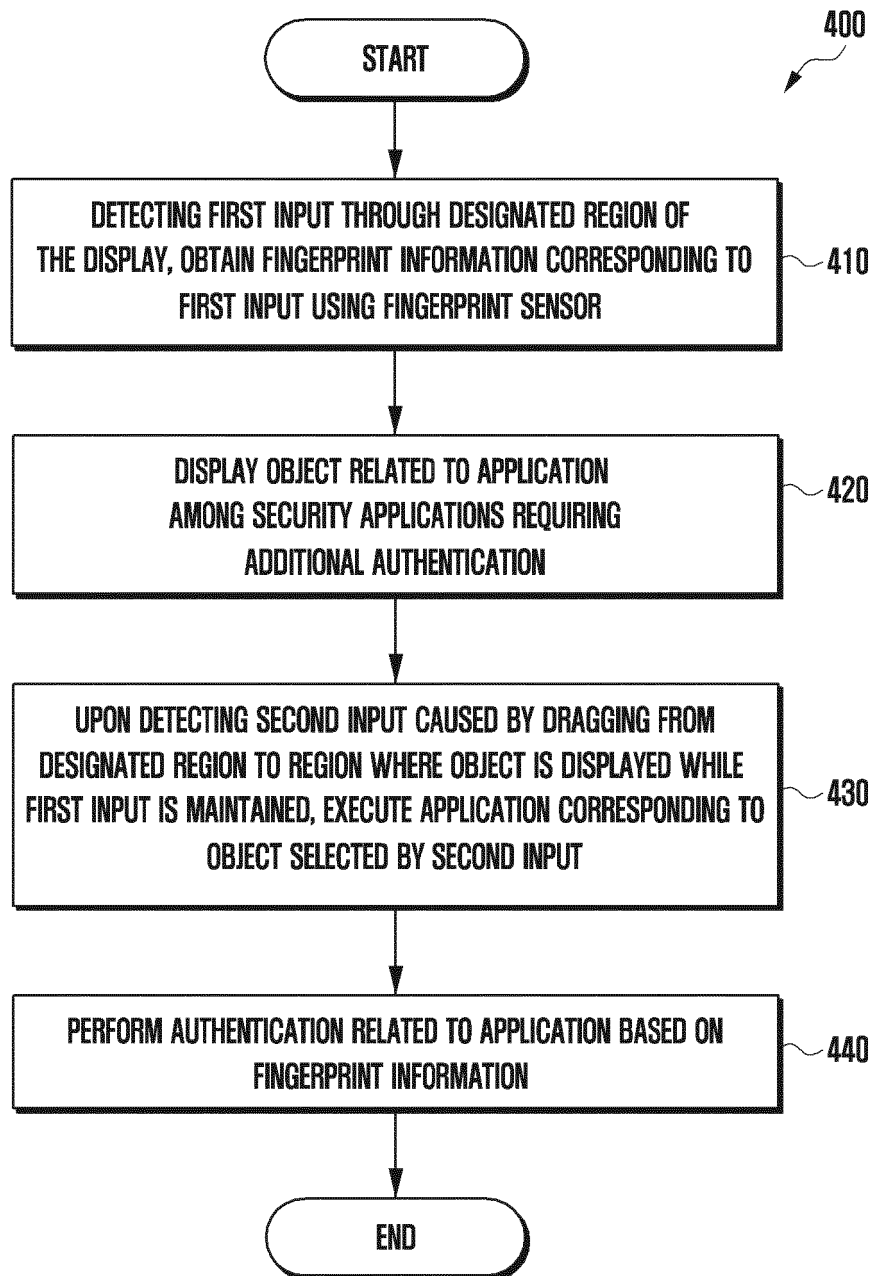 400
START
DETECTING FIRST INPUT THROUGH DESIGNATED REGION OF
THE DISPLAY, OBTAIN FINGERPRINT INFORMATION CORRESPONDING TO
FIRST INPUT USING FINGERPRINT SENSOR
410
DISPLAY OBJECT RELATED TO APPLICATION
AMONG SECURITY APPLICATIONS REQUIRING
ADDITIONAL AUTHENTICATION
420
UPON DETECTING SECOND INPUT CAUSED BY DRAGGING FROM
DESIGNATED REGION TO REGION WHERE OBJECT IS DISPLAYED WHILE
FIRST INPUT IS MAINTAINED, EXECUTE APPLICATION CORRESPONDING TO
OBJECT SELECTED BY SECOND INPUT
430
PERFORM AUTHENTICATION RELATED TO APPLICATION BASED ON
FINGERPRINT INFORMATION
440
END